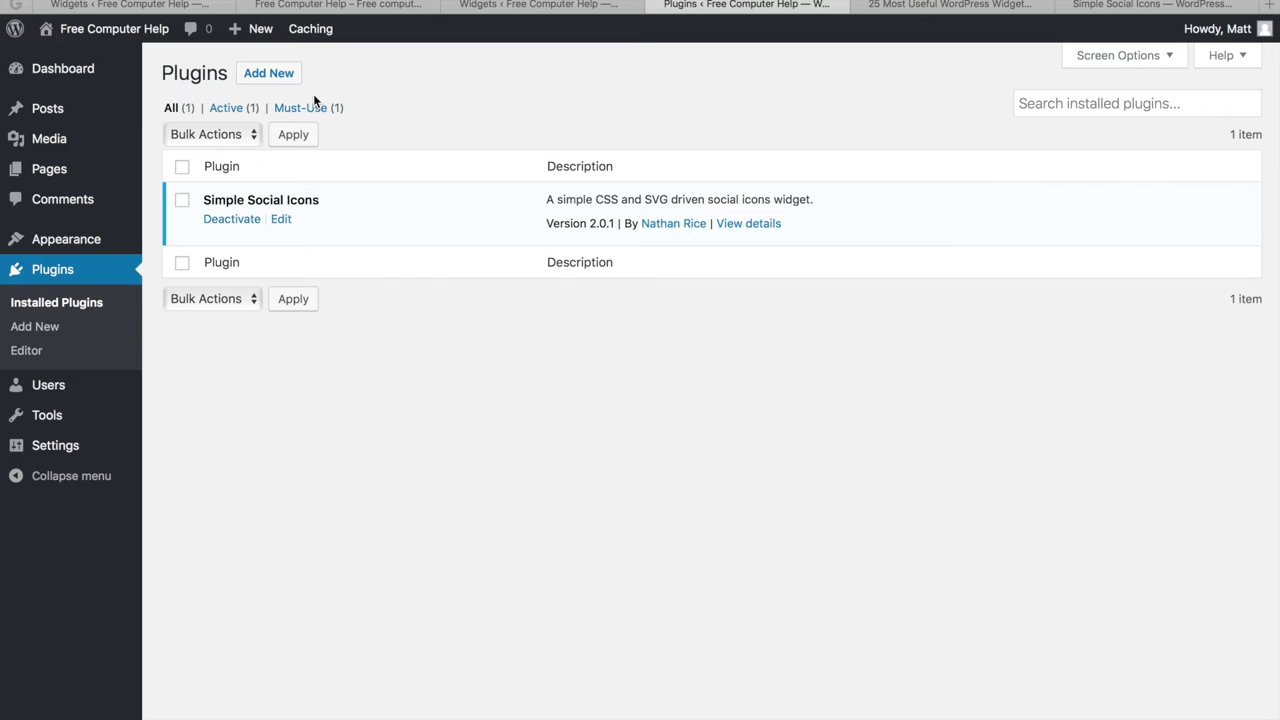 Widgets ‹ Free Computer Help —...
Free Computer Help – Free comput...
Widgets ‹ Free Computer Help —...
Plugins ‹ Free Computer Help — W...
25 Most Useful WordPress Widget...
Simple Social Icons — WordPress...
Free Computer Help 0 New Caching Howdy, Matt
Screen Options Help
Dashboard
Posts
Media
Pages
Comments
Appearance
Plugins
Installed Plugins
Add New
Editor
Users
Tools
Settings
Collapse menu
Plugins Add New
All (1) | Active (1) | Must-Use (1)
Search installed plugins...
Bulk Actions Apply 1 item
Plugin Description
Simple Social Icons A simple CSS and SVG driven social icons widget.
Deactivate | Edit Version 2.0.1 | By Nathan Rice | View details
Plugin Description
Bulk Actions Apply 1 item